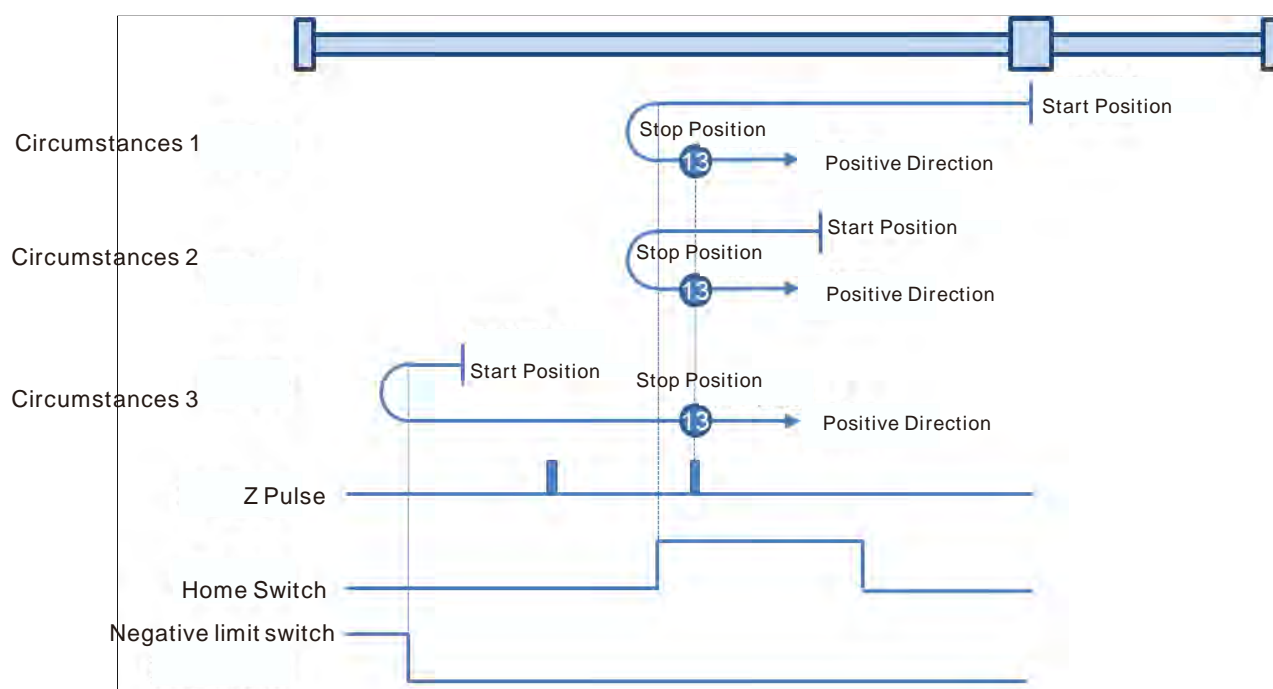 Start Position
Circumstances 1
Stop Position
13
Positive Direction
Start Position
Circumstances 2
Stop Position
13
Positive Direction
Start Position
Circumstances 3
Stop Position
13
Positive Direction
Z Pulse
Home Switch
Negative limit switch